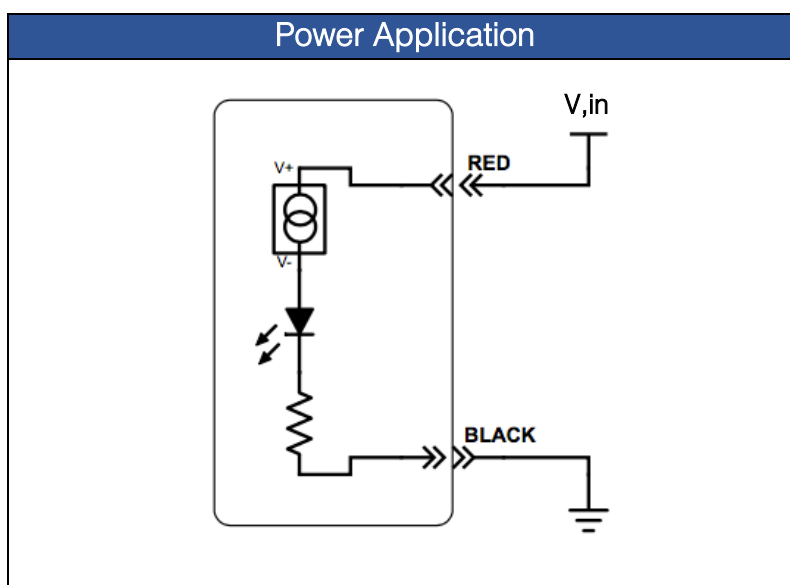 Power Application
V,in
RED
V+
V-
BLACK